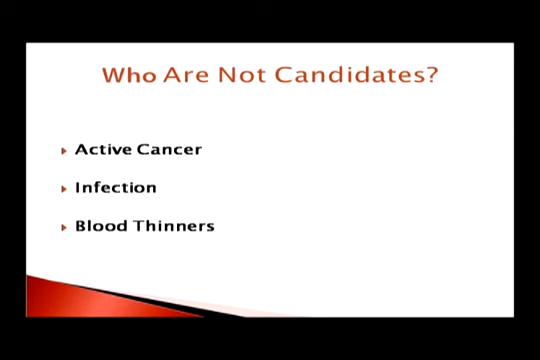 Who Are Not Candidates?
Active Cancer
Infection
Blood Thinners